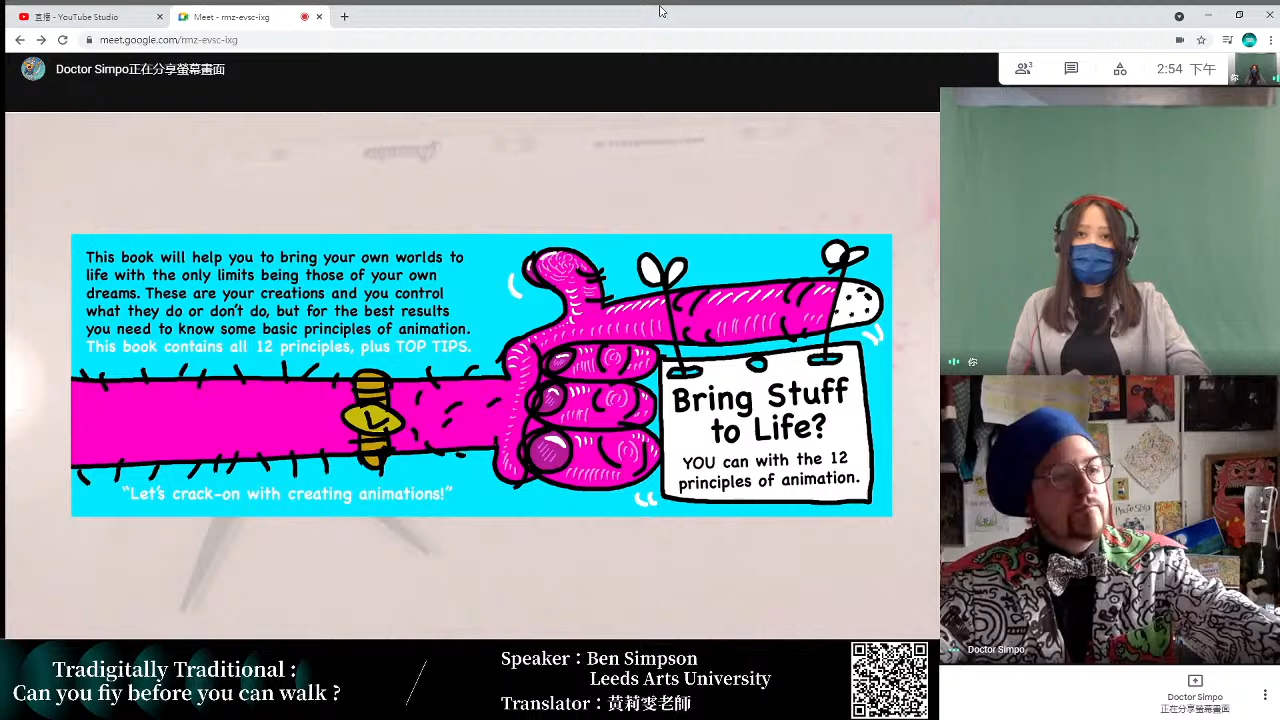 直播 - YouTube Studio
Meet - rmz-evsc-ixg
meet.google.com/rmz-evsc-ixg
Doctor Simpo正在分享螢幕畫面
3
2:54 下午
你
This book will help you to bring your own worlds to
life with the only limits being those of your own
dreams. These are your creations and you control
what they do or don't do, but for the best results
you need to know some basic principles of animation.
This book contains all 12 principles, plus TOP TIPS.
"Let's crack-on with creating animations!"
Bring Stuff
to Life?
YOU can with the 12
principles of animation.
你
Doctor Simpo
Tradigitally Traditional :
Can you fiy before you can walk ?
Speaker：Ben Simpson
Leeds Arts University
Translator：黄莉雯老師
Doctor Simpo
正在分享螢幕畫面